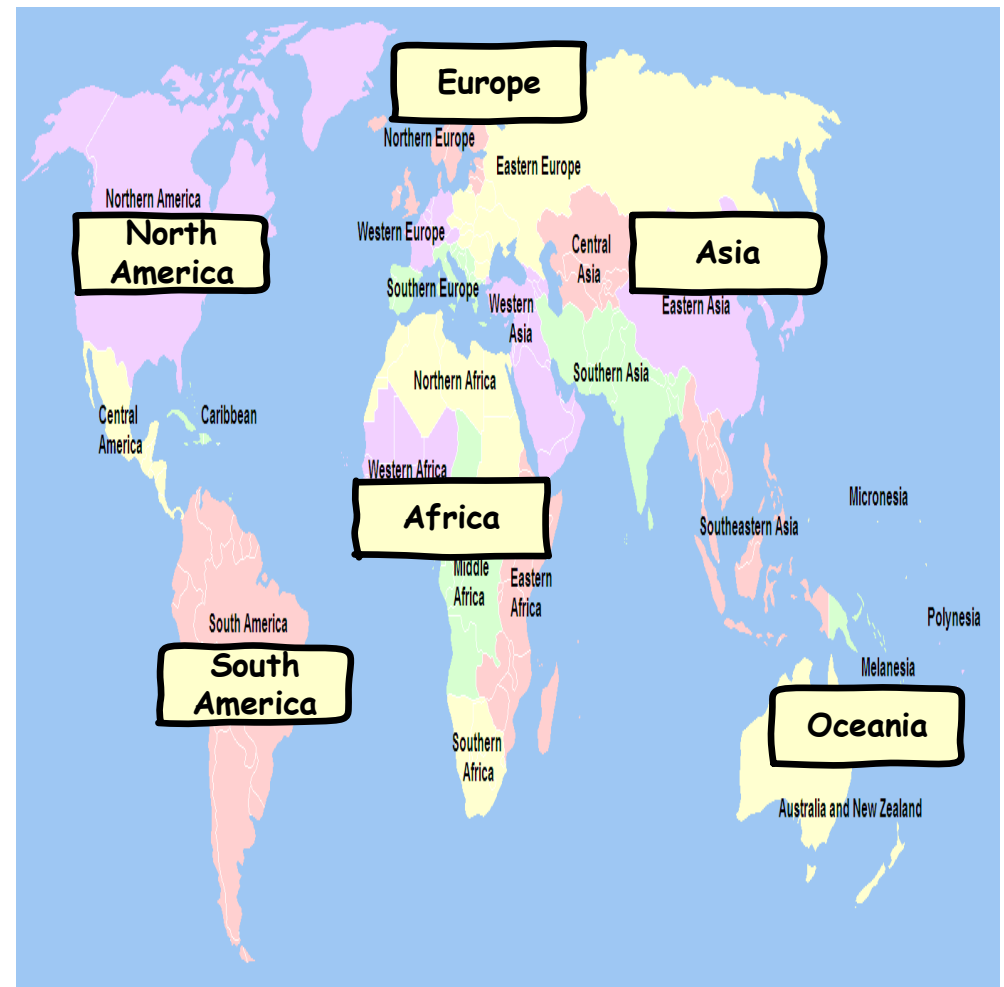 Europe
Northern Europe
Eastern Europe
Northern America
North
America
Western Europe
Central
Asia
Asia
Southern Europe
Western
Asia
Eastern Asia
Northern Africa
Southern Asia
Central
America
Caribbean
Western Africa
Africa
Micronesia
Southeastern Asia
Middle
Africa
Eastern
Africa
South America
South
America
Polynesia
Melanesia
Oceania
Southern
Africa
Australia and New Zealand